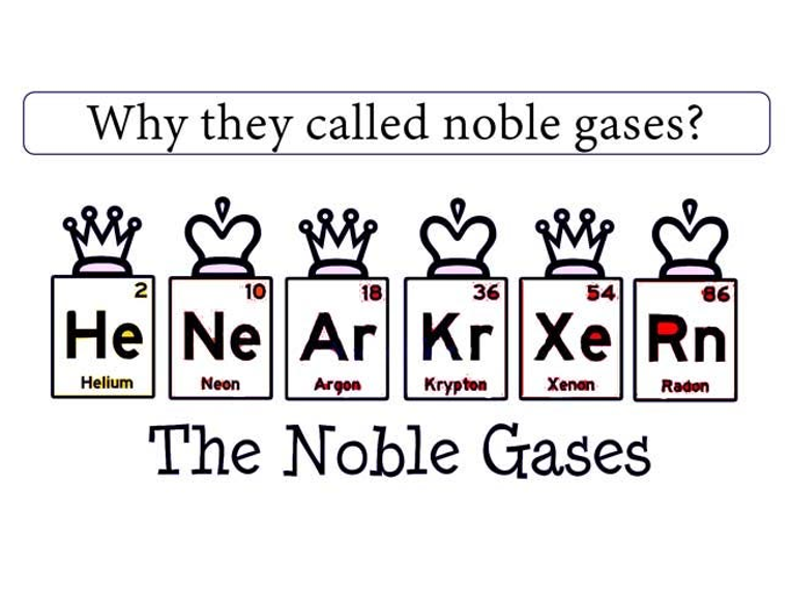 Why they called noble gases?
2 10 18 36 54 86
He Ne Ar Kr Xe Rn
Helium Neon Argon Krypton Xenon Radon
The Noble Gases